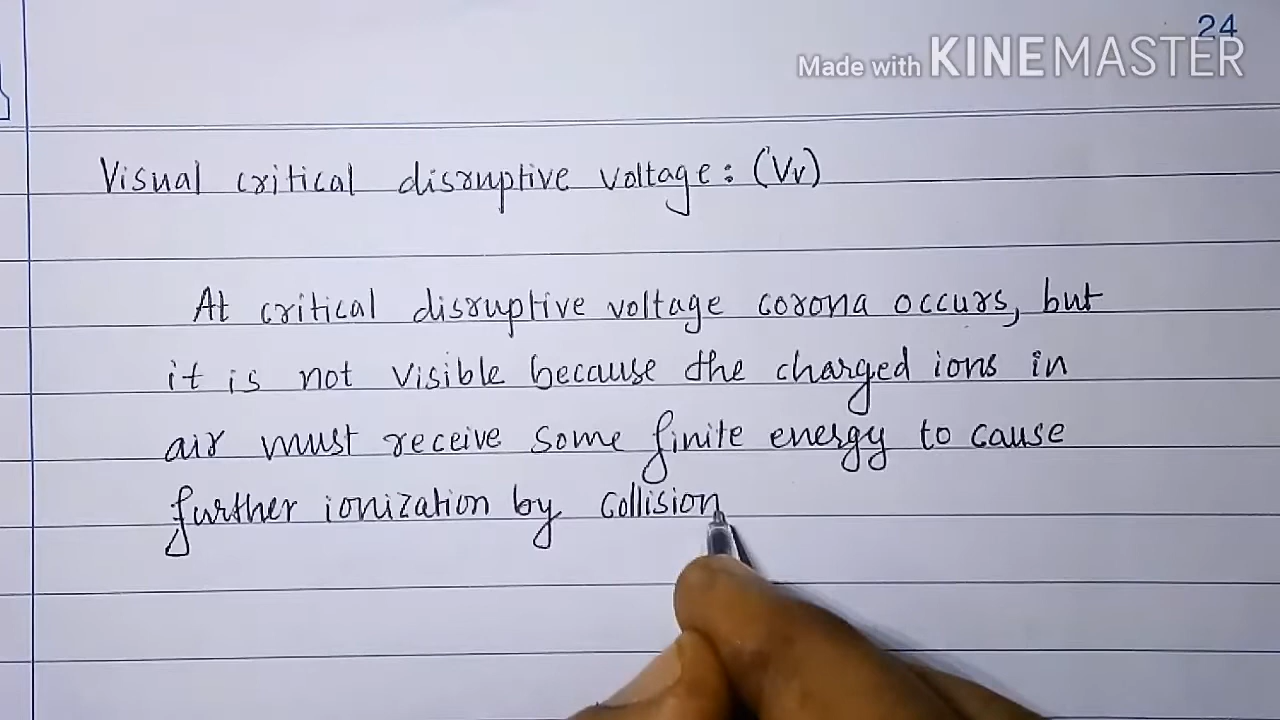 24
Made with KINEMASTER
Visual critical disruptive voltage: (Vv)
At critical disruptive voltage corona occurs, but
it is not visible because the charged ions in
air must receive some finite energy to cause
further ionization by collision